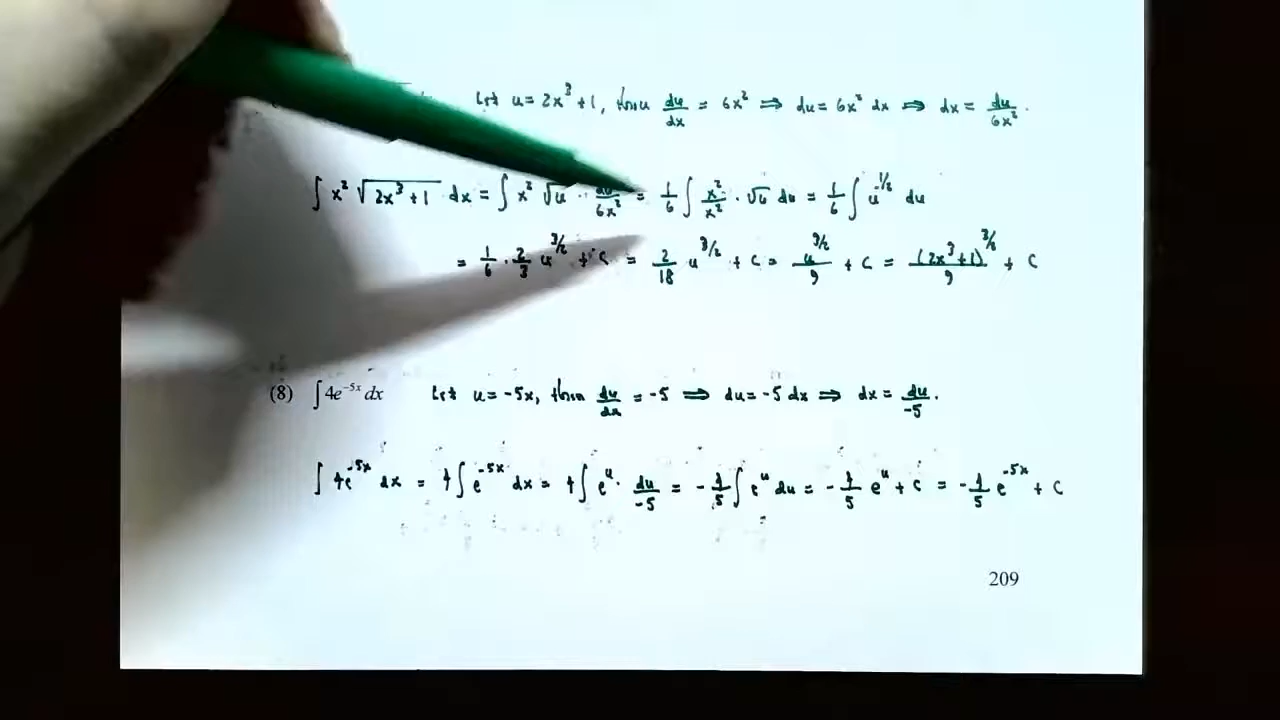 Let u = 2x³ + 1, then du/dx = 6x² ⟹ du = 6x² dx ⟹ dx = du/6x².
∫ x² √(2x³ + 1) dx = ∫ x² √u · du/6x² = 1/6 ∫ x²/x² · √u du = 1/6 ∫ u^(-1/2) du
= 1/6 · 2/3 u^(3/2) + C = 2/18 u^(3/2) + C = u^(3/2)/9 + C = (2x³ + 1)^(3/2)/9 + C
(8) ∫ 4e^(-5x) dx Let u = -5x, then du/dx = -5 ⟹ du = -5 dx ⟹ dx = du/-5.
∫ 4e^(-5x) dx = 4 ∫ e^(-5x) dx = 4 ∫ e^u · du/-5 = -4/5 ∫ e^u du = -4/5 e^u + C = -4/5 e^(-5x) + C
209